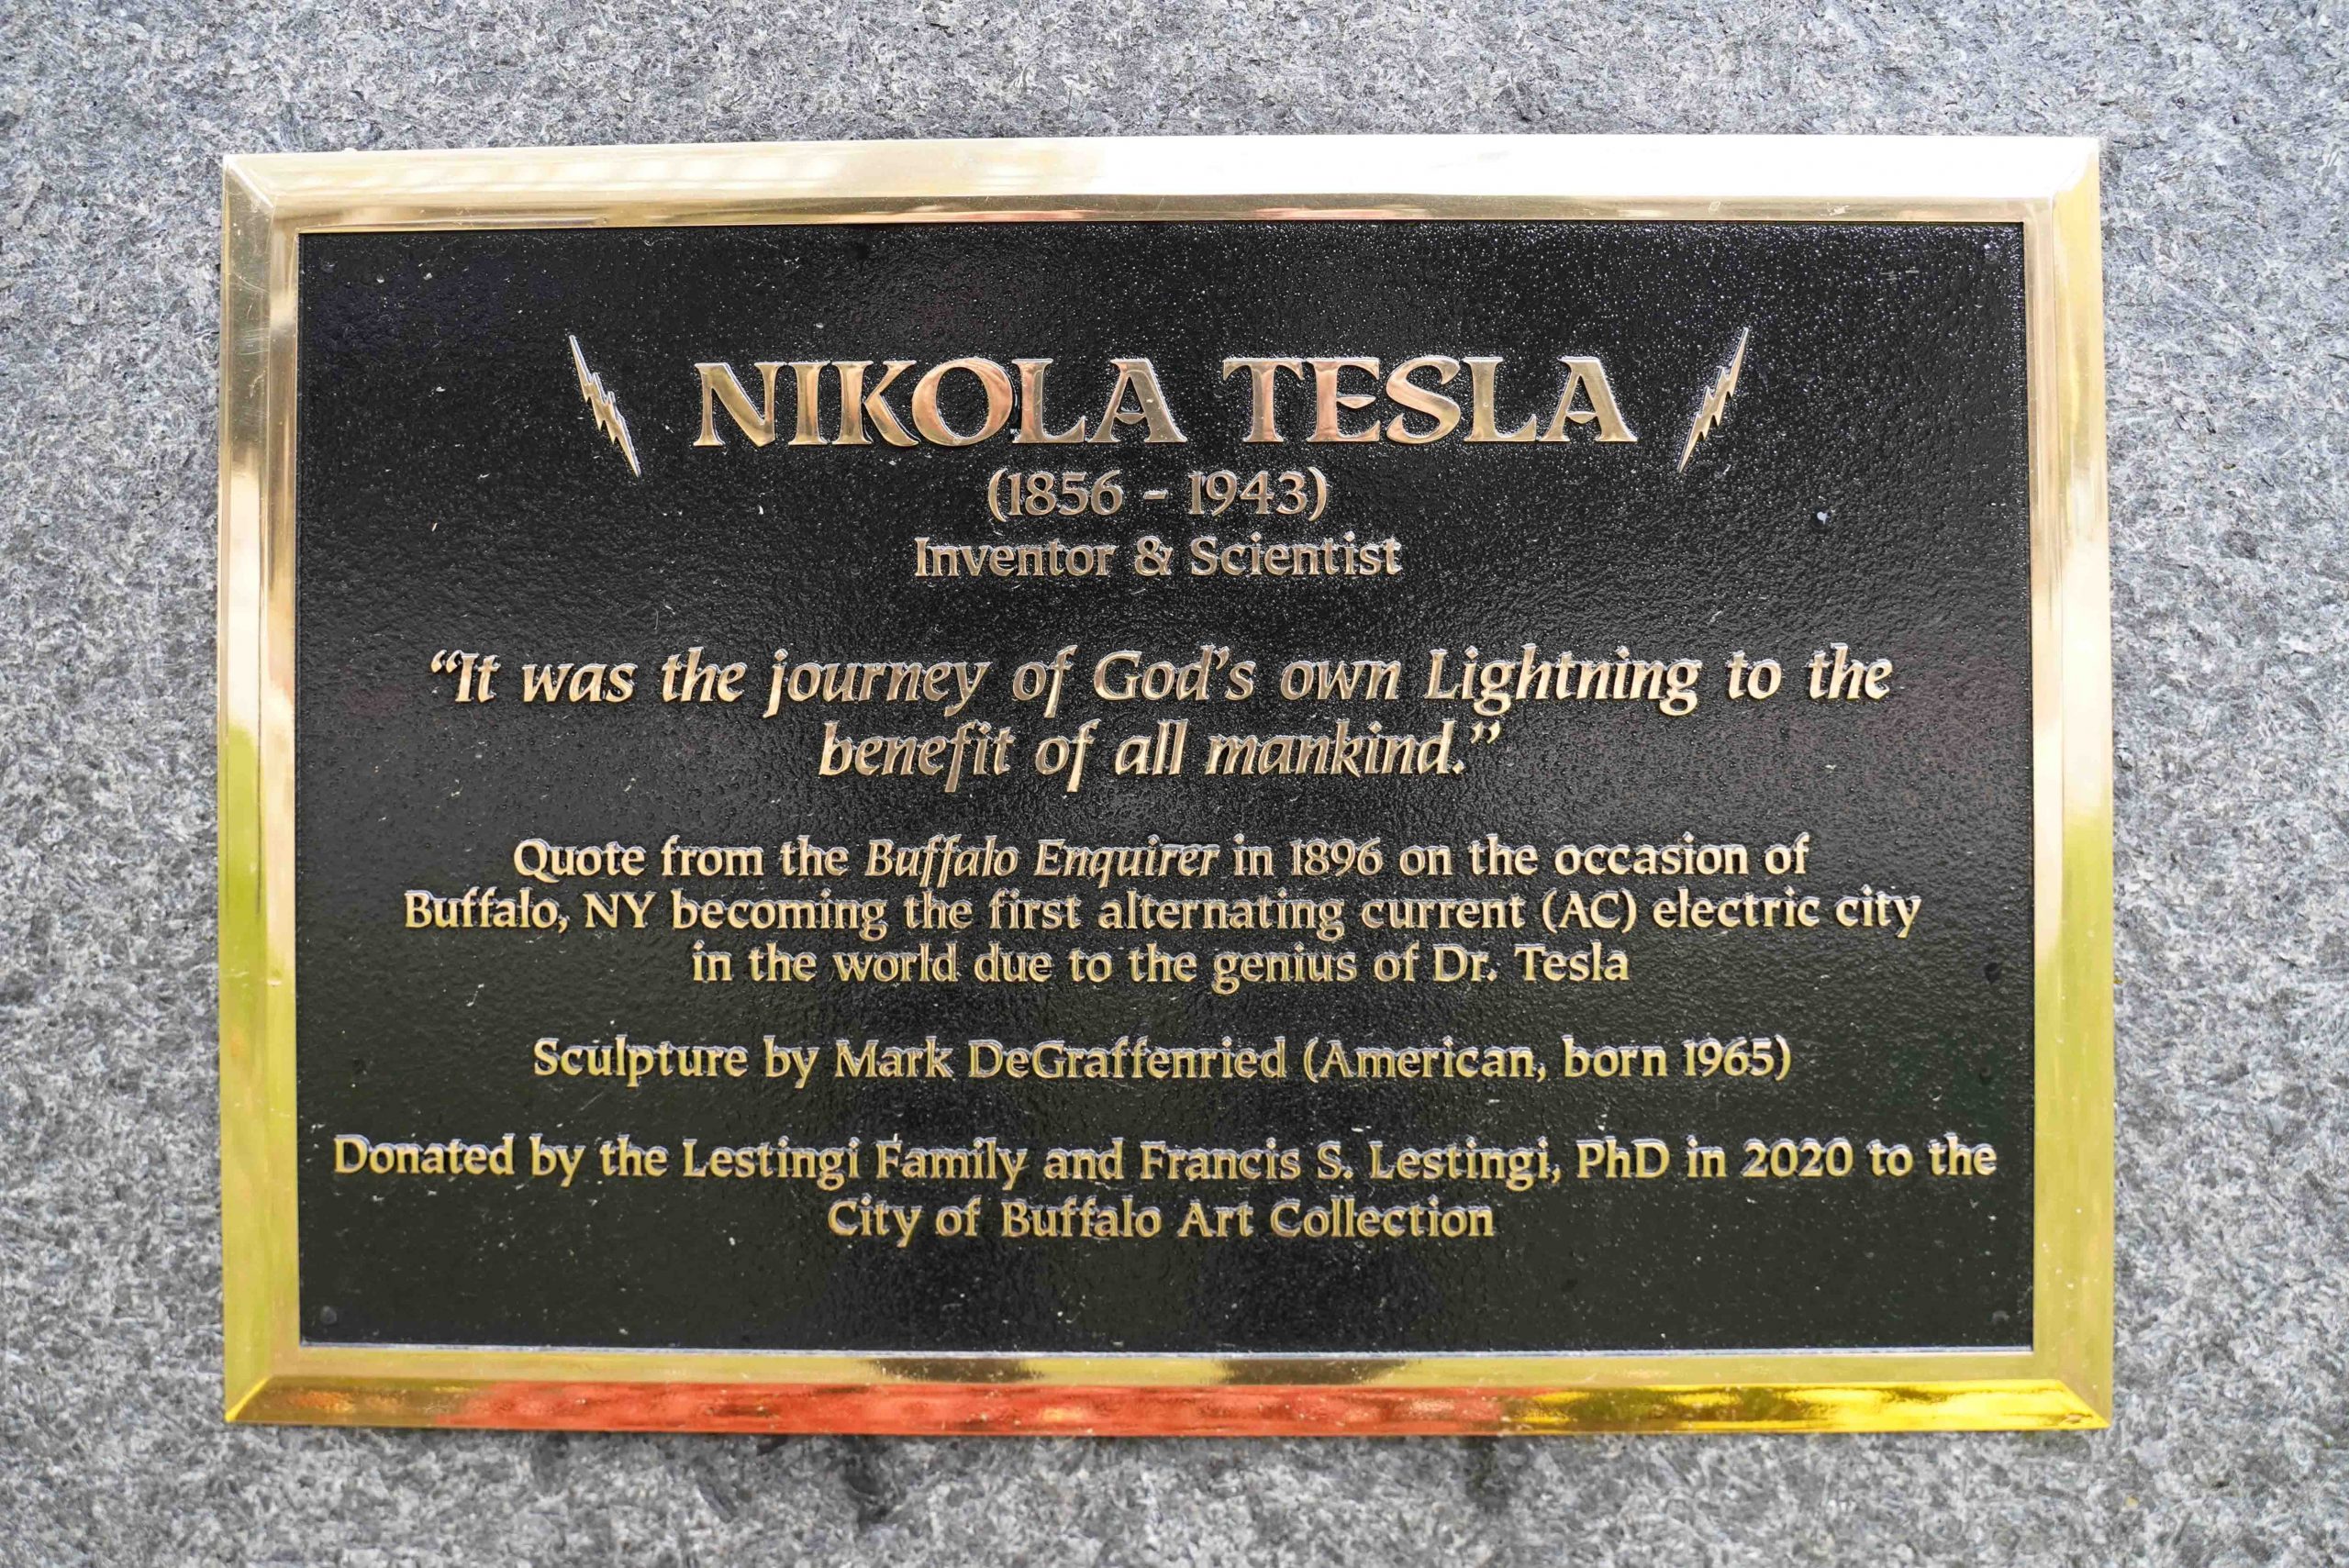 NIKOLA TESLA
(1856 - 1943)
Inventor & Scientist
“It was the journey of God’s own Lightning to the
benefit of all mankind.”
Quote from the Buffalo Enquirer in 1896 on the occasion of
Buffalo, NY becoming the first alternating current (AC) electric city
in the world due to the genius of Dr. Tesla
Sculpture by Mark DeGraffenried (American, born 1965)
Donated by the Lestingi Family and Francis S. Lestingi, PhD in 2020 to the
City of Buffalo Art Collection